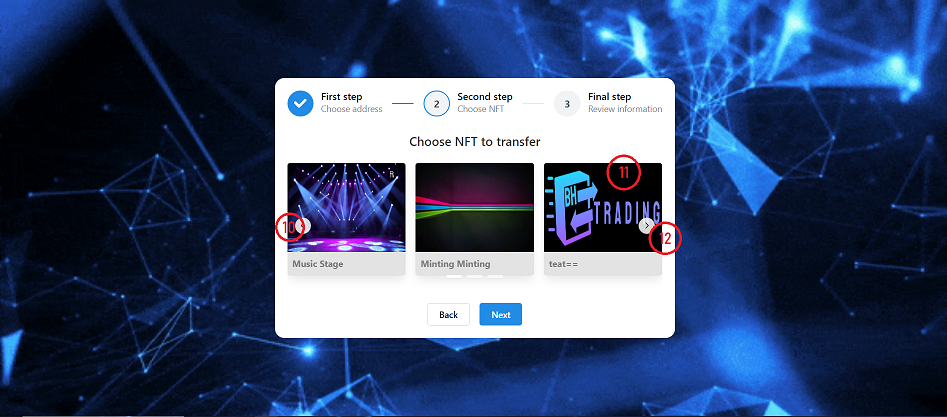 First step
Choose address
2
Second step
Choose NFT
3
Final step
Review information
Choose NFT to transfer
10
11
BH
TRADING
12
Music Stage
Minting Minting
teat==
Back
Next